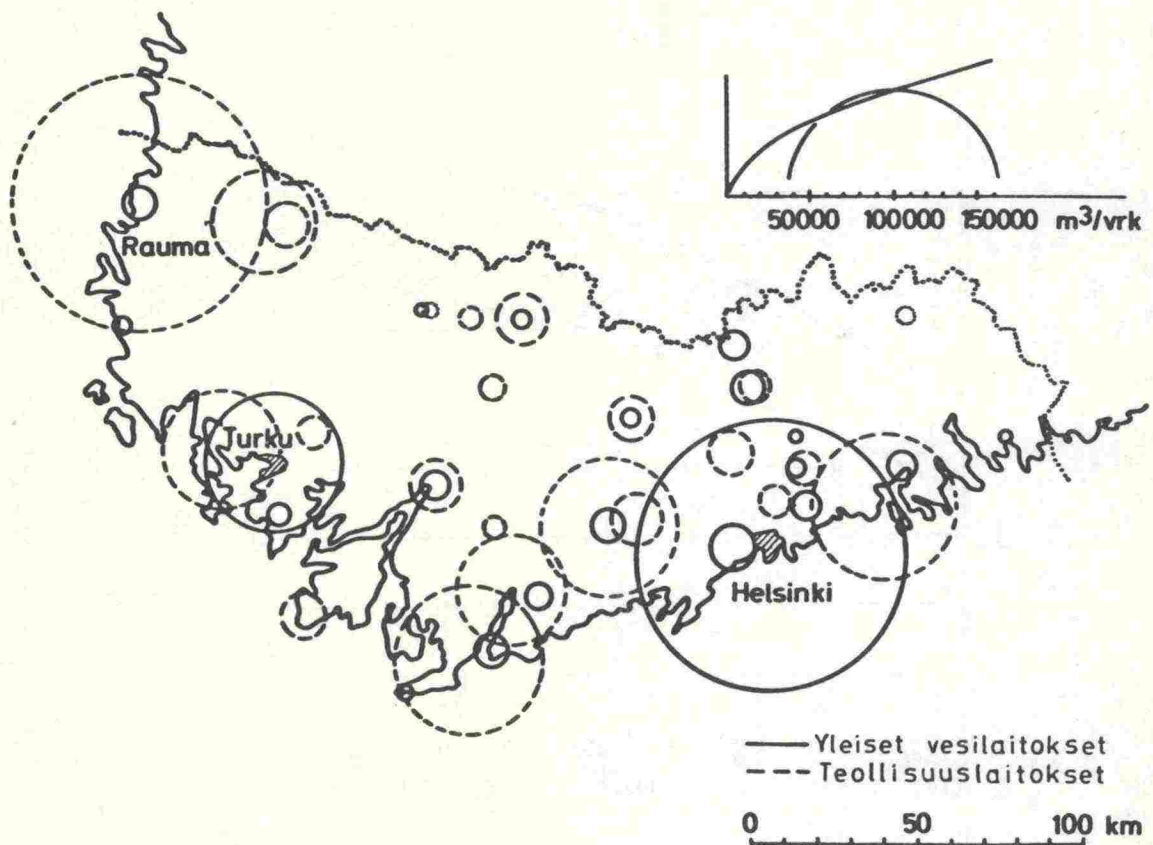 50000 100000 150000 m³/vrk
Rauma
Turku
Helsinki
Yleiset vesilaitokset
Teollisuuslaitokset
0 50 100 km